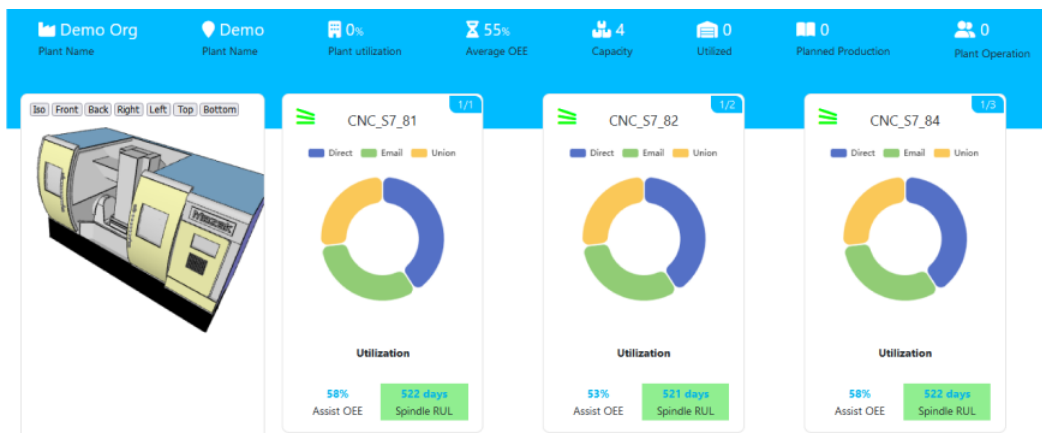 Demo Org
Plant Name
Demo
Plant Name
0%
Plant utilization
55%
Average OEE
4
Capacity
0
Utilized
0
Planned Production
0
Plant Operation
Iso Front Back Right Left Top Bottom
Mazak
1/1
CNC_S7_81
Direct Email Union
Utilization
58%
Assist OEE
522 days
Spindle RUL
1/2
CNC_S7_82
Direct Email Union
Utilization
53%
Assist OEE
521 days
Spindle RUL
1/3
CNC_S7_84
Direct Email Union
Utilization
58%
Assist OEE
522 days
Spindle RUL